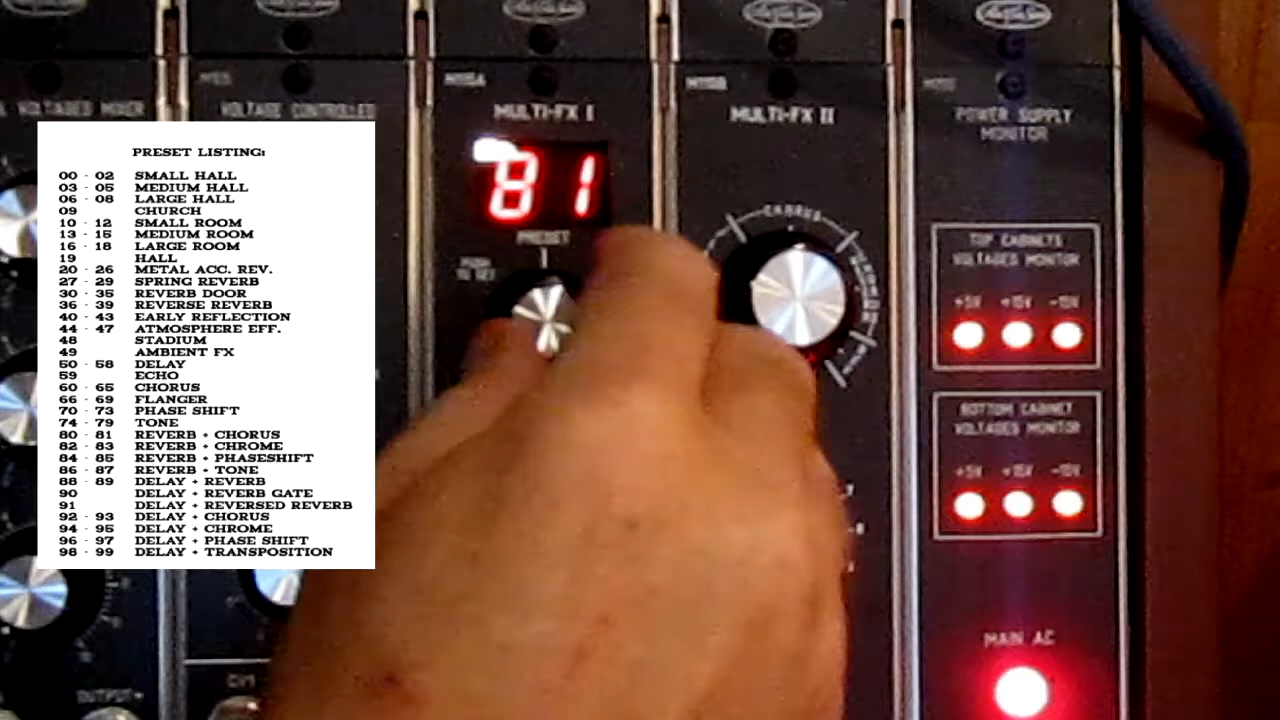 VOLTAGED MIXER
VOLTAGE CONTROLLED
MULTI-FX I
MULTI-FX II
POWER SUPPLY
MONITOR
81
PRESET
PUSH
TO SET
CHORUS
TOP CABINETS
VOLTAGES MONITOR
+5V +15V -15V
BOTTOM CABINET
VOLTAGES MONITOR
+5V +15V -15V
MAIN AC
OUTPUT
CV1
PRESET LISTING:
00 - 02 SMALL HALL
03 - 05 MEDIUM HALL
06 - 08 LARGE HALL
09 CHURCH
10 - 12 SMALL ROOM
13 - 15 MEDIUM ROOM
16 - 18 LARGE ROOM
19 HALL
20 - 26 METAL ACC. REV.
27 - 29 SPRING REVERB
30 - 35 REVERB DOOR
36 - 39 REVERSE REVERB
40 - 43 EARLY REFLECTION
44 - 47 ATMOSPHERE EFF.
48 STADIUM
49 AMBIENT FX
50 - 58 DELAY
59 ECHO
60 - 65 CHORUS
66 - 69 FLANGER
70 - 73 PHASE SHIFT
74 - 79 TONE
80 - 81 REVERB + CHORUS
82 - 83 REVERB + CHROME
84 - 85 REVERB + PHASESHIFT
86 - 87 REVERB + TONE
88 - 89 DELAY + REVERB
90 DELAY + REVERB GATE
91 DELAY + REVERSED REVERB
92 - 93 DELAY + CHORUS
94 - 95 DELAY + CHROME
96 - 97 DELAY + PHASE SHIFT
98 - 99 DELAY + TRANSPOSITION